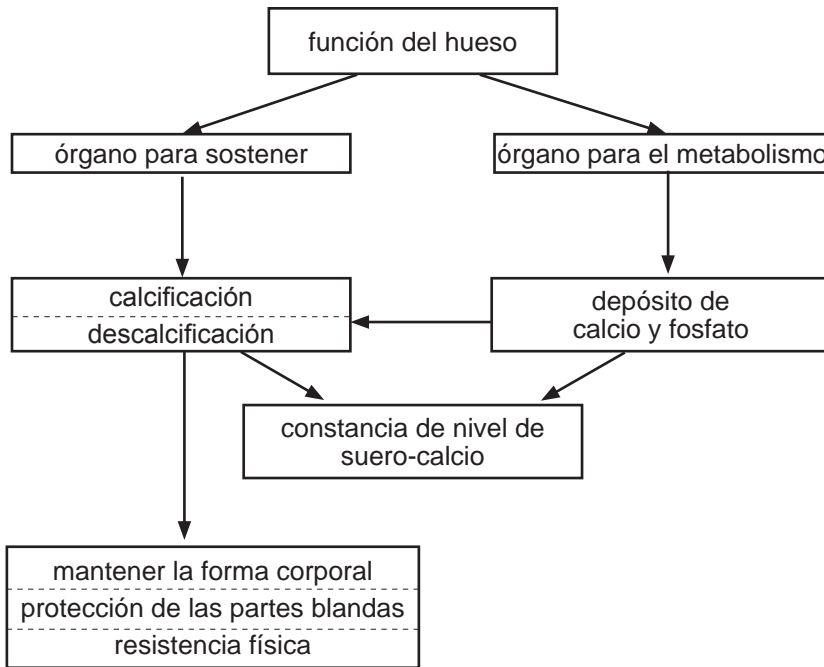 función del hueso
órgano para sostener
órgano para el metabolismo
calcificación
descalcificación
depósito de
calcio y fosfato
constancia de nivel de
suero-calcio
mantener la forma corporal
protección de las partes blandas
resistencia física